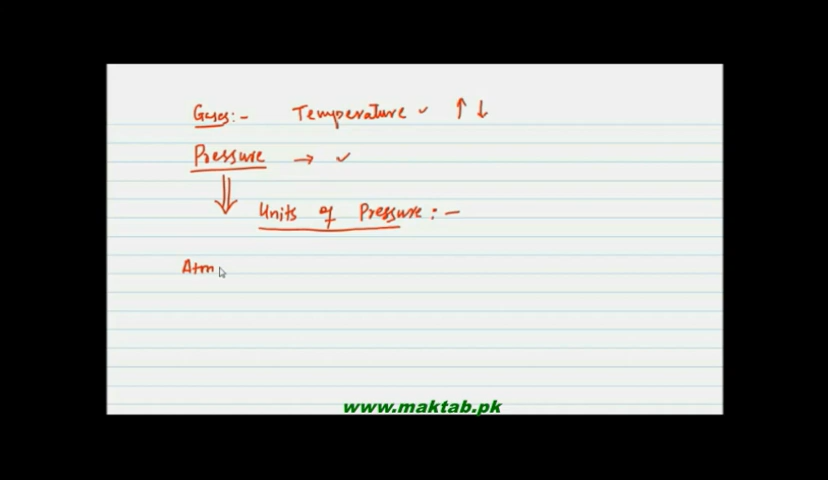 Gases:- Temperature ✓ ↑ ↓
Pressure → ✓
Units of Pressure:-
Atm
www.maktab.pk